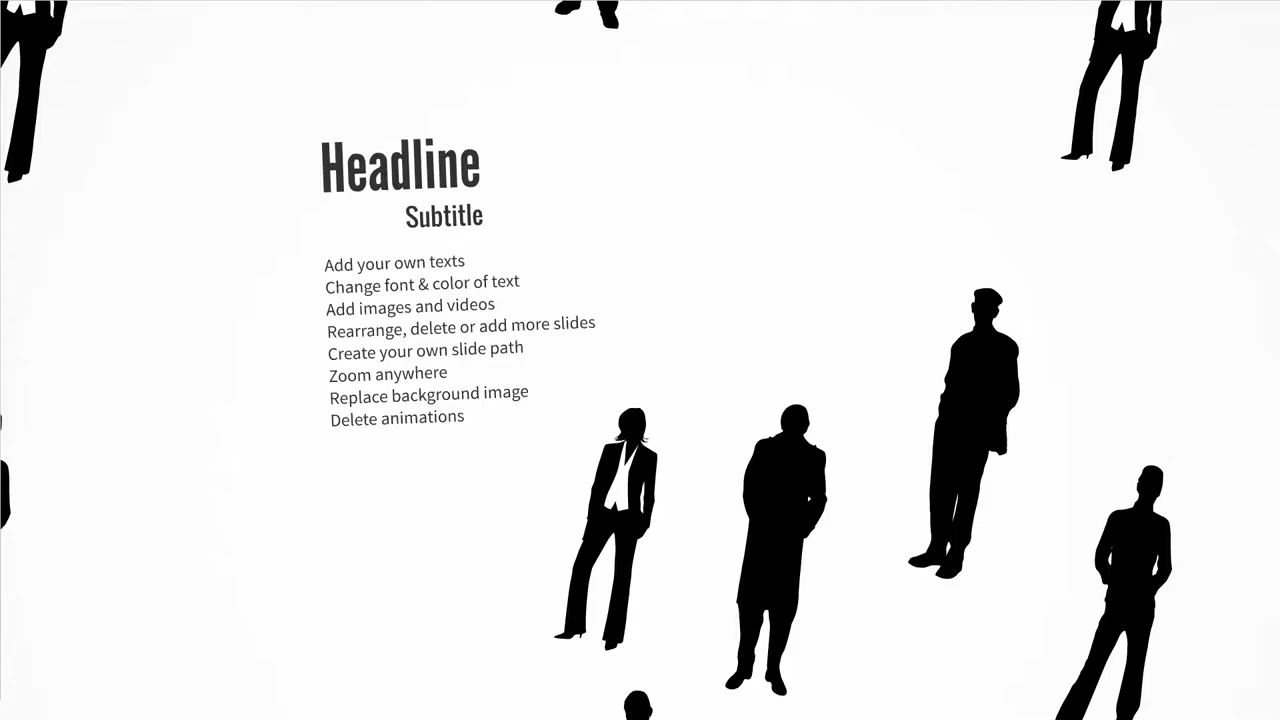 Headline
Subtitle
Add your own texts
Change font & color of text
Add images and videos
Rearrange, delete or add more slides
Create your own slide path
Zoom anywhere
Replace background image
Delete animations